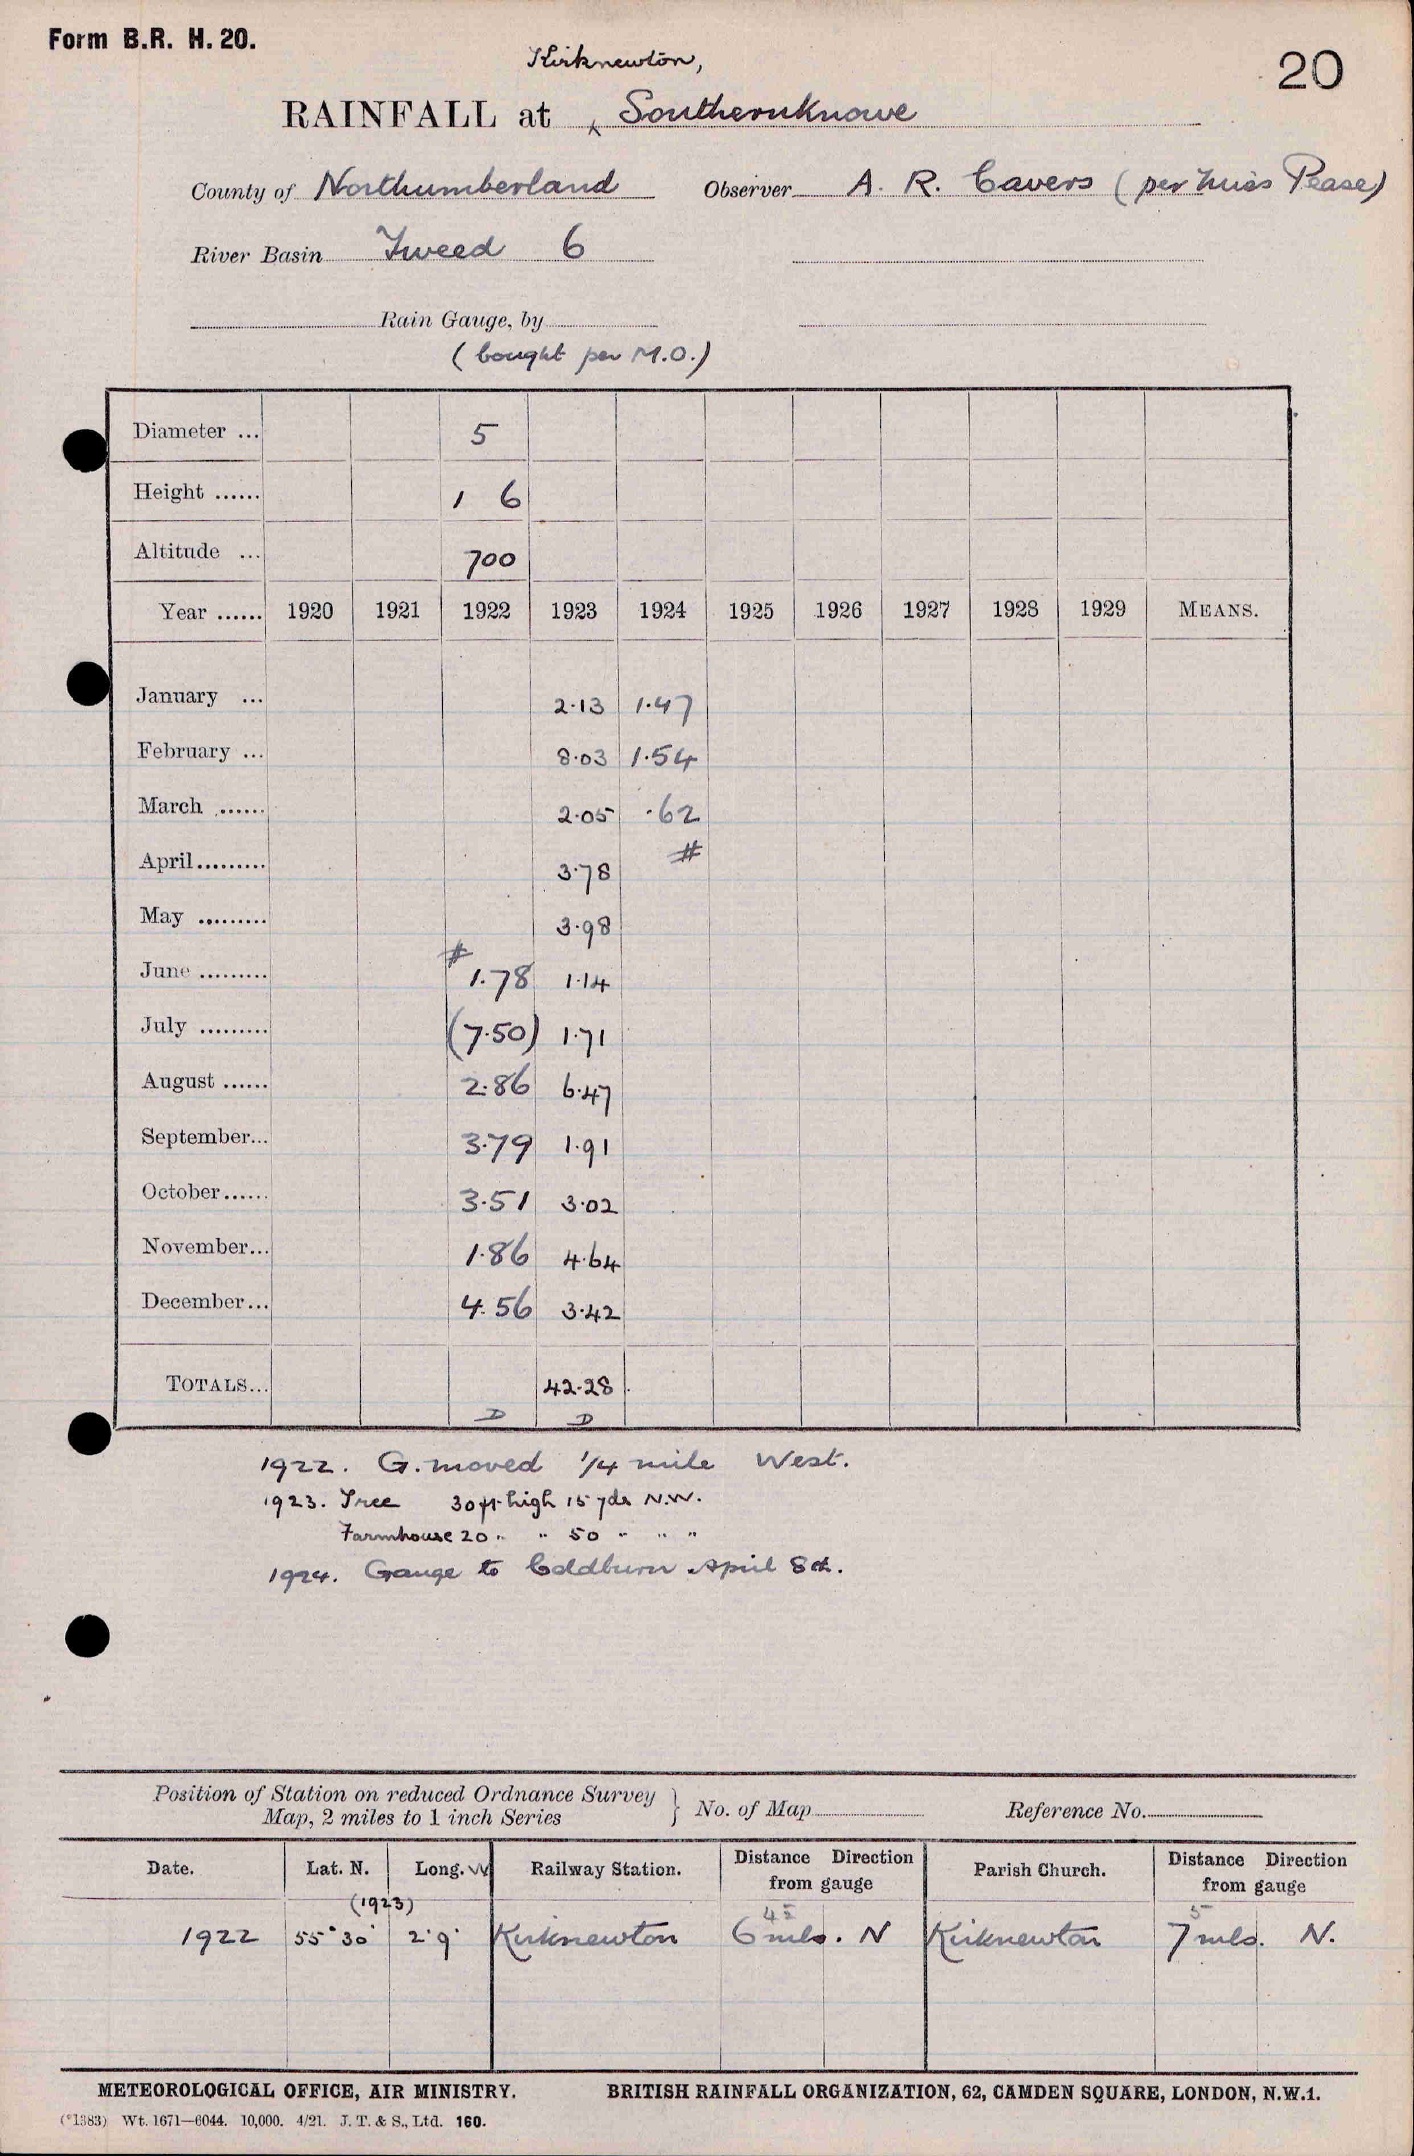 Form B.R. H. 20.
20
Kirknewton,
RAINFALL at ‸ Southernknowe
County of Northumberland Observer A. R. Cavers (per Miss Pease)
River Basin Tweed 6
Rain Gauge, by
(bought per M.O.)
Diameter ... 5
Height ...... 1 6
Altitude ... 700
Year ...... 1920 1921 1922 1923 1924 1925 1926 1927 1928 1929 MEANS.
January ... 2.13 1.47
February ... 8.03 1.54
March ...... 2.05 .62
April......... 3.78 #
May ......... 3.98
June ......... # 1.78 1.14
July ......... (7.50) 1.71
August ...... 2.86 6.47
September... 3.79 1.91
October...... 3.51 3.02
November... 1.86 4.64
December... 4.56 3.42
TOTALS... 42.28
D D
1922. G. moved 1/4 mile West.
1923. Tree 30 ft. high 15 yds N.W.
Farmhouse 20 " " 50 " " "
1924. Gauge to Coldburn April 8th.
Position of Station on reduced Ordnance Survey
Map, 2 miles to 1 inch Series } No. of Map Reference No.
Date. Lat. N. Long. W Railway Station. Distance Direction from gauge Parish Church. Distance Direction from gauge
(1923) 4½ 5
1922 55° 30' 2° 9' Kirknewton 6 mls. N Kirknewton 7 mls. N.
METEOROLOGICAL OFFICE, AIR MINISTRY. BRITISH RAINFALL ORGANIZATION, 62, CAMDEN SQUARE, LONDON, N.W.1.
(*1383) Wt. 1671—6044. 10,000. 4/21. J. T. & S., Ltd. 160.